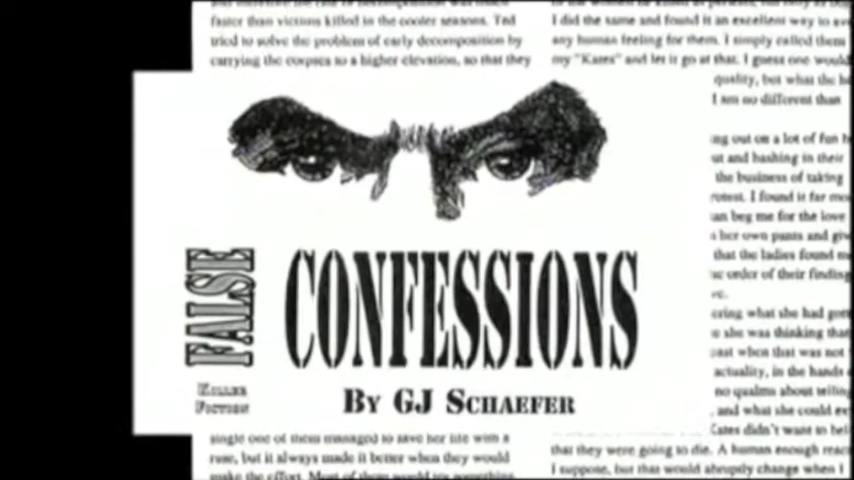 faster than victims killed in the cooler seasons. Ted
tried to solve the problem of early decomposition by
carrying the corpses to a higher elevation, so that they
I did the same and found it an excellent way to
any human feeling for them. I simply called them
my "Kates" and let it go at that. I guess one would
quality, but what the
I am no different than
FALSE
CONFESSIONS
KILLER
FICTION
BY GJ SCHAEFER
out on a lot of fun
and bashing in their
the business of taking
I found it far
beg me for the love
her own pants and
that the ladies found
order of their finding
what she had
she was thinking that
when that was not
actuality, in the hands
no qualms about telling
and what she could
didn't want to
single one of them managed to save her life with a
ruse, but it always made it better when they would
make the effort. Most of them would try something
that they were going to die. A human enough
I suppose, but that would abruptly change when I